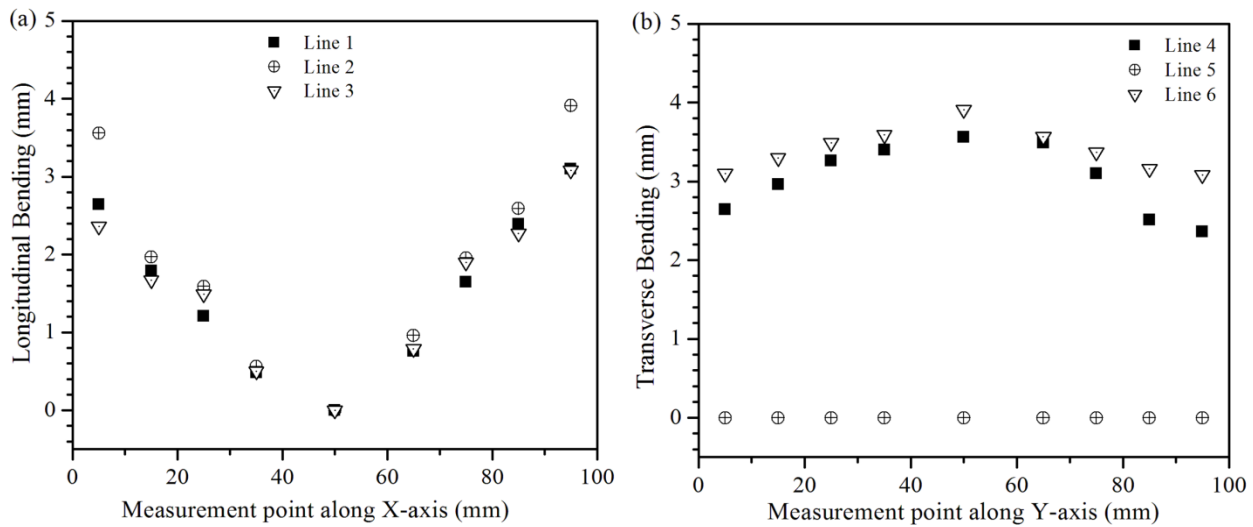 (a)
Longitudinal Bending (mm)
5
4
3
2
1
0
Line 1
Line 2
Line 3
0 20 40 60 80 100
Measurement point along X-axis (mm)
(b)
Transverse Bending (mm)
5
4
3
2
1
0
Line 4
Line 5
Line 6
0 20 40 60 80 100
Measurement point along Y-axis (mm)